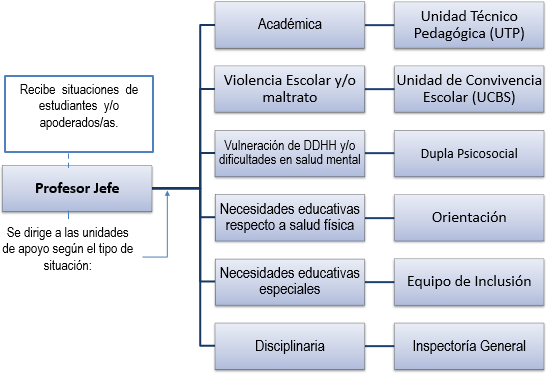 Académica
Unidad Técnico
Pedagógica (UTP)
Recibe situaciones de
estudiantes y/o
apoderados/as.
Violencia Escolar y/o
maltrato
Unidad de Convivencia
Escolar (UCBS)
Vulneración de DDHH y/o
dificultades en salud mental
Dupla Psicosocial
Profesor Jefe
Se dirige a las unidades
de apoyo según el tipo de
situación:
Necesidades educativas
respecto a salud física
Orientación
Necesidades educativas
especiales
Equipo de Inclusión
Disciplinaria
Inspectoría General